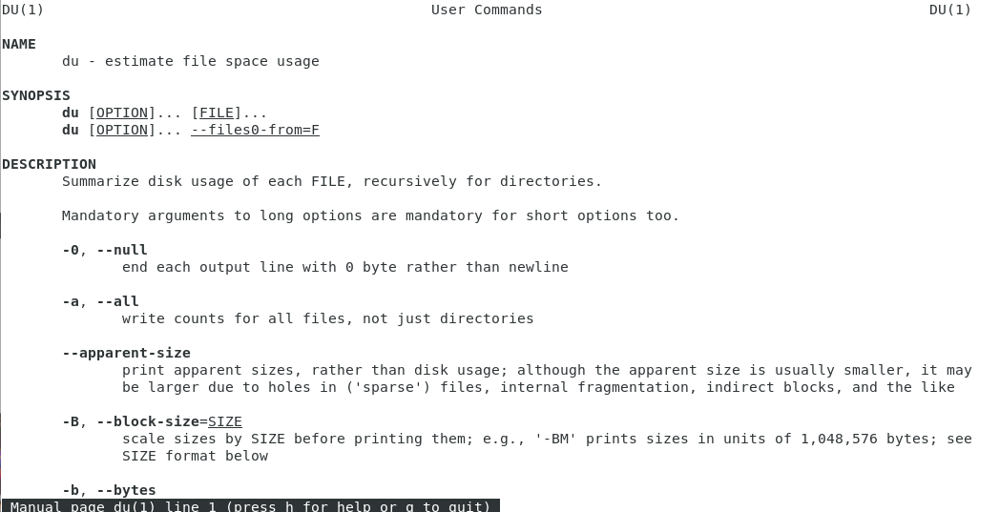 DU(1) User Commands DU(1)
NAME
du - estimate file space usage
SYNOPSIS
du [OPTION]... [FILE]...
du [OPTION]... --files0-from=F
DESCRIPTION
Summarize disk usage of each FILE, recursively for directories.
Mandatory arguments to long options are mandatory for short options too.
-0, --null
end each output line with 0 byte rather than newline
-a, --all
write counts for all files, not just directories
--apparent-size
print apparent sizes, rather than disk usage; although the apparent size is usually smaller, it may
be larger due to holes in ('sparse') files, internal fragmentation, indirect blocks, and the like
-B, --block-size=SIZE
scale sizes by SIZE before printing them; e.g., '-BM' prints sizes in units of 1,048,576 bytes; see
SIZE format below
-b, --bytes
Manual page du(1) line 1 (press h for help or q to quit)